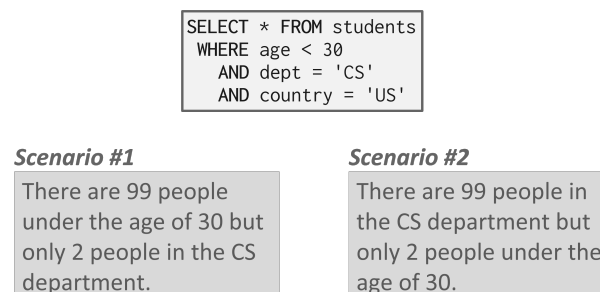 SELECT * FROM students
WHERE age < 30
AND dept = 'CS'
AND country = 'US'
Scenario #1
There are 99 people
under the age of 30 but
only 2 people in the CS
department.
Scenario #2
There are 99 people in
the CS department but
only 2 people under the
age of 30.